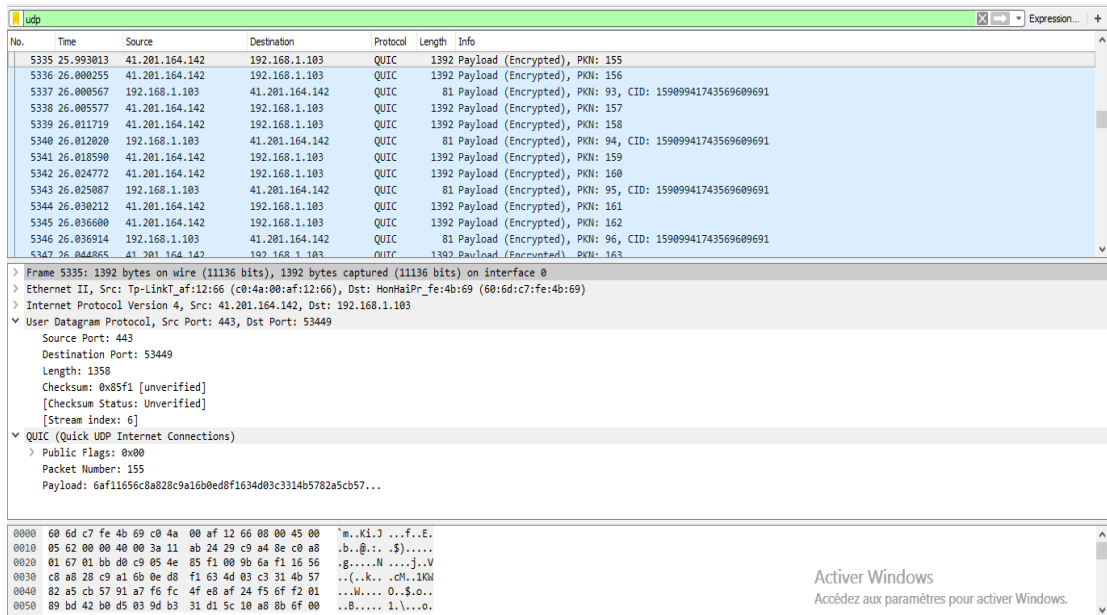 udp Expression... +
No. Time Source Destination Protocol Length Info
5335 25.993013 41.201.164.142 192.168.1.103 QUIC 1392 Payload (Encrypted), PKN: 155
5336 26.000255 41.201.164.142 192.168.1.103 QUIC 1392 Payload (Encrypted), PKN: 156
5337 26.000567 192.168.1.103 41.201.164.142 QUIC 81 Payload (Encrypted), PKN: 93, CID: 15909941743569609691
5338 26.005577 41.201.164.142 192.168.1.103 QUIC 1392 Payload (Encrypted), PKN: 157
5339 26.011719 41.201.164.142 192.168.1.103 QUIC 1392 Payload (Encrypted), PKN: 158
5340 26.012020 192.168.1.103 41.201.164.142 QUIC 81 Payload (Encrypted), PKN: 94, CID: 15909941743569609691
5341 26.018590 41.201.164.142 192.168.1.103 QUIC 1392 Payload (Encrypted), PKN: 159
5342 26.024772 41.201.164.142 192.168.1.103 QUIC 1392 Payload (Encrypted), PKN: 160
5343 26.025087 192.168.1.103 41.201.164.142 QUIC 81 Payload (Encrypted), PKN: 95, CID: 15909941743569609691
5344 26.030212 41.201.164.142 192.168.1.103 QUIC 1392 Payload (Encrypted), PKN: 161
5345 26.036600 41.201.164.142 192.168.1.103 QUIC 1392 Payload (Encrypted), PKN: 162
5346 26.036914 192.168.1.103 41.201.164.142 QUIC 81 Payload (Encrypted), PKN: 96, CID: 15909941743569609691
5347 26.044865 41.201.164.142 192.168.1.103 QUIC 1392 Payload (Encrypted), PKN: 163
> Frame 5335: 1392 bytes on wire (11136 bits), 1392 bytes captured (11136 bits) on interface 0
> Ethernet II, Src: Tp-LinkT_af:12:66 (c0:4a:00:af:12:66), Dst: HonHaiPr_fe:4b:69 (60:6d:c7:fe:4b:69)
> Internet Protocol Version 4, Src: 41.201.164.142, Dst: 192.168.1.103
User Datagram Protocol, Src Port: 443, Dst Port: 53449
Source Port: 443
Destination Port: 53449
Length: 1358
Checksum: 0x85f1 [unverified]
[Checksum Status: Unverified]
[Stream index: 6]
QUIC (Quick UDP Internet Connections)
> Public Flags: 0x00
Packet Number: 155
Payload: 6af11656c8a828c9a16b0ed8f1634d03c3314b5782a5cb57...
0000 60 6d c7 fe 4b 69 c0 4a 00 af 12 66 08 00 45 00 `m..Ki.J ...f..E.
0010 05 62 00 00 40 00 3a 11 ab 24 29 c9 a4 8e c0 a8 .b..@.:. .$).....
0020 01 67 01 bb d0 c9 05 4e 85 f1 00 9b 6a f1 16 56 .g.....N ....j..V
0030 c8 a8 28 c9 a1 6b 0e d8 f1 63 4d 03 c3 31 4b 57 ..(..k.. .cM..1KW
0040 82 a5 cb 57 91 a7 f6 fc 4f e8 af 24 f5 6f f2 01 ...W.... O..$.o..
0050 89 bd 42 b0 d5 03 9d b3 31 d1 5c 10 a8 8b 6f 00 ..B..... 1.\...o.
Activer Windows
Accédez aux paramètres pour activer Windows.